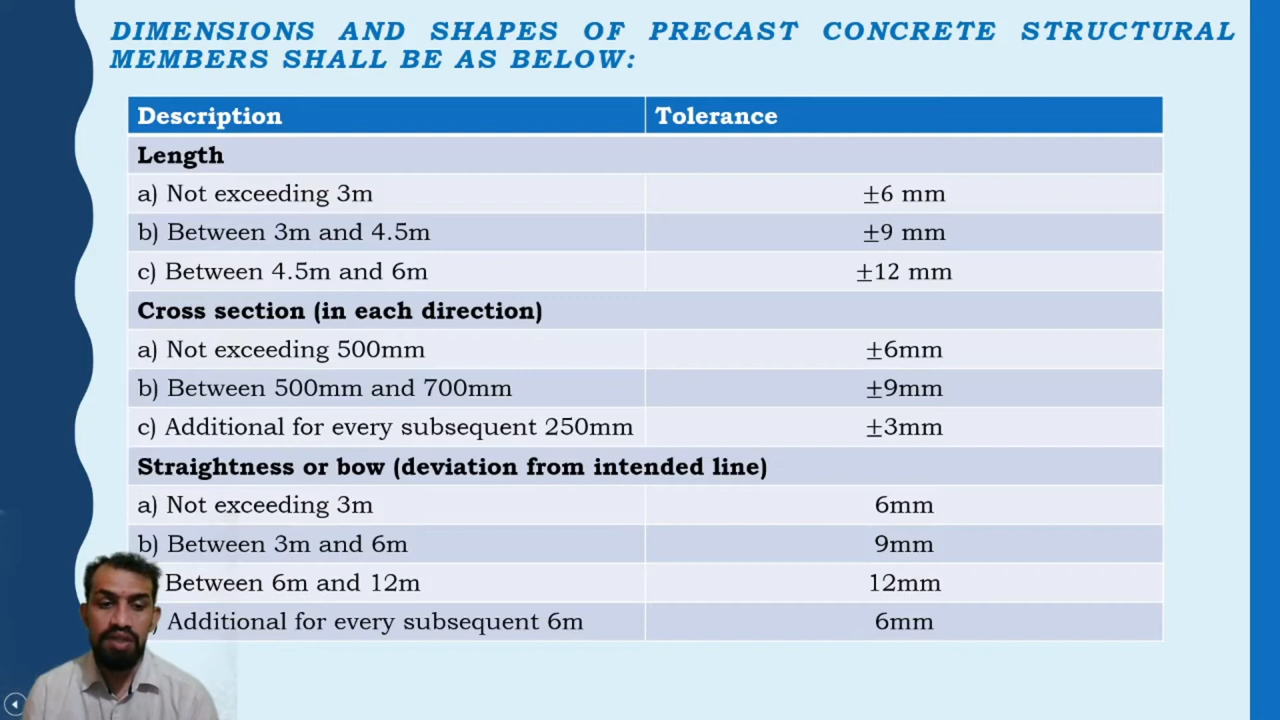 DIMENSIONS AND SHAPES OF PRECAST CONCRETE STRUCTURAL
MEMBERS SHALL BE AS BELOW:
Description Tolerance
Length
a) Not exceeding 3m ±6 mm
b) Between 3m and 4.5m ±9 mm
c) Between 4.5m and 6m ±12 mm
Cross section (in each direction)
a) Not exceeding 500mm ±6mm
b) Between 500mm and 700mm ±9mm
c) Additional for every subsequent 250mm ±3mm
Straightness or bow (deviation from intended line)
a) Not exceeding 3m 6mm
b) Between 3m and 6m 9mm
Between 6m and 12m 12mm
) Additional for every subsequent 6m 6mm